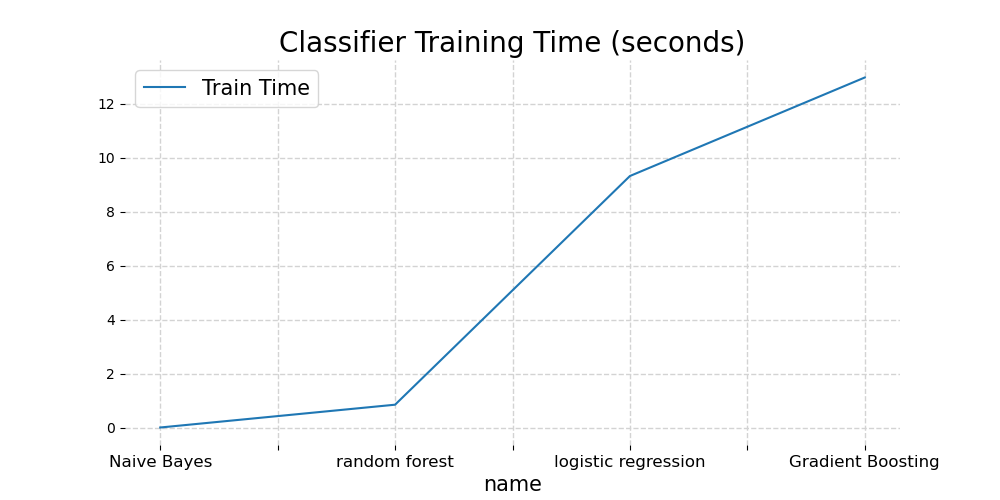 Classifier Training Time (seconds)
Train Time
12
10
8
6
4
2
0
Naive Bayes random forest logistic regression Gradient Boosting
name